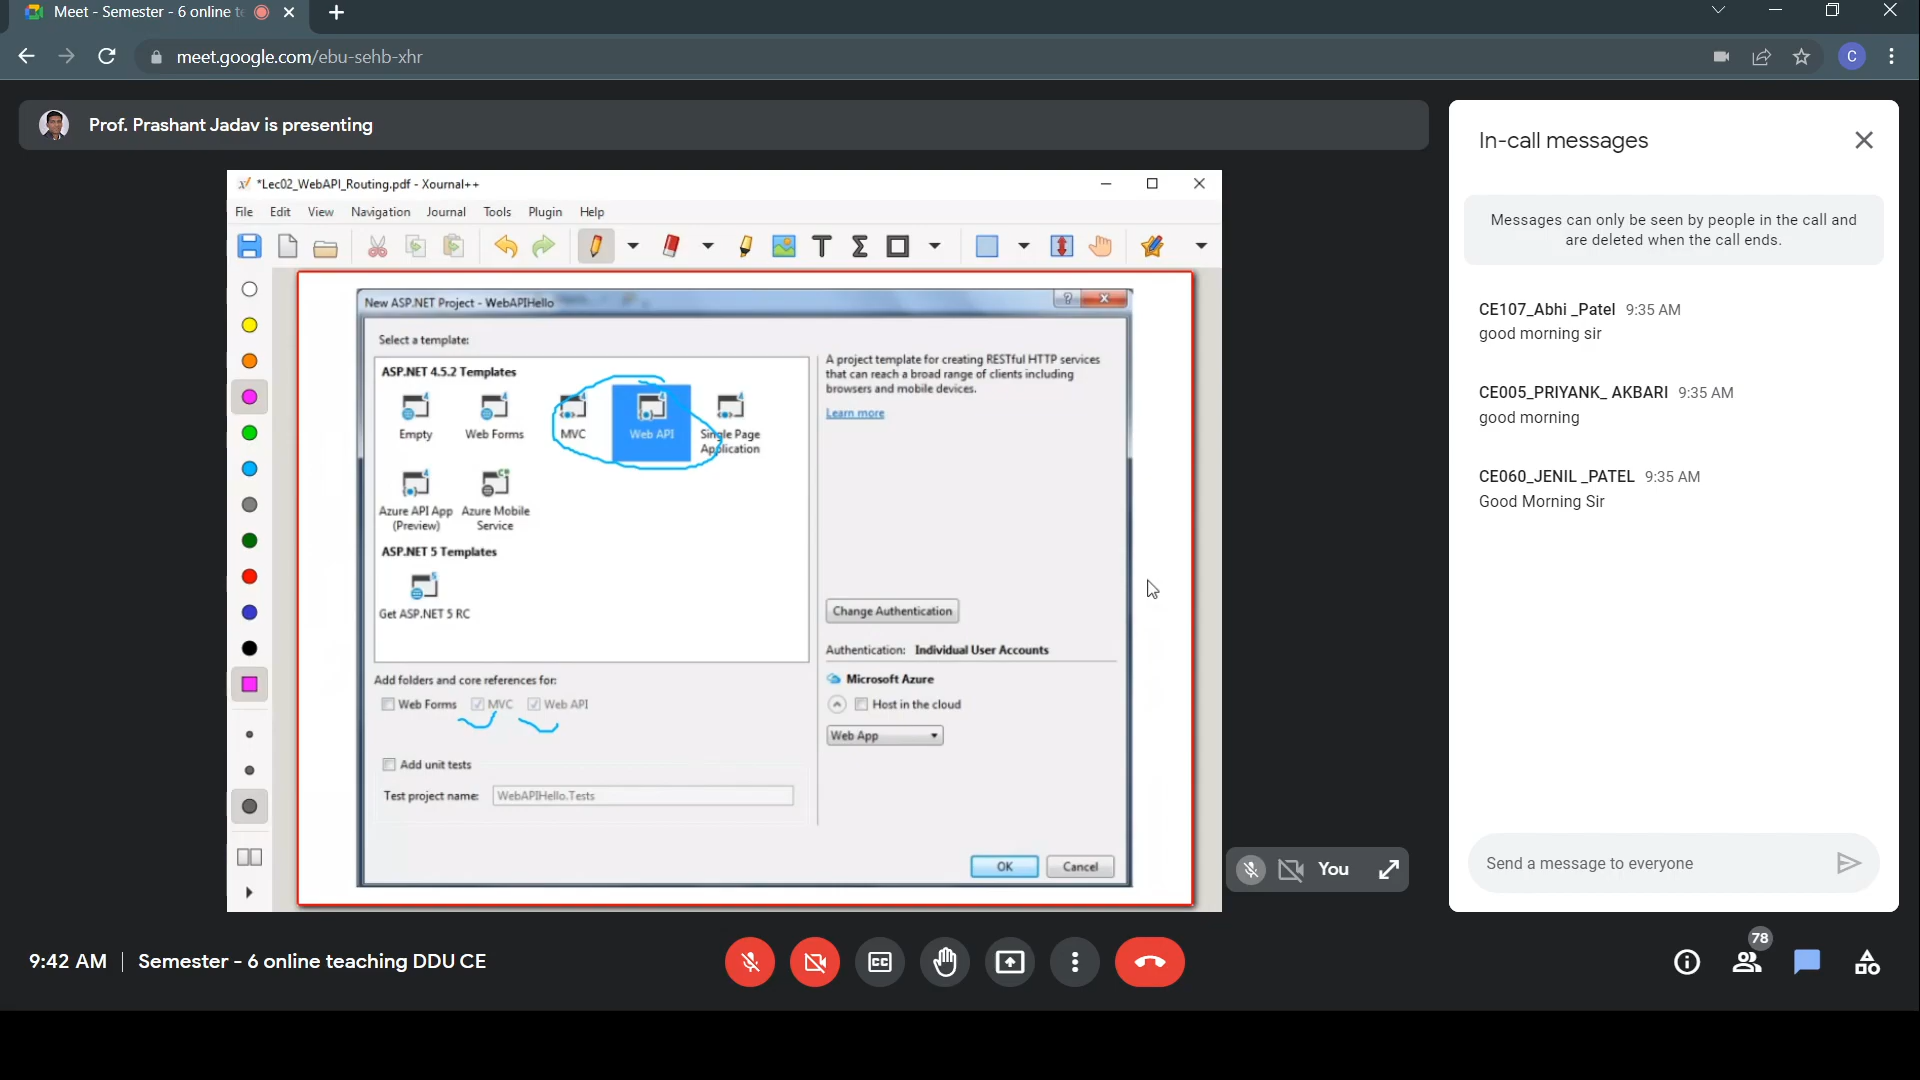 Meet - Semester - 6 online te
meet.google.com/ebu-sehb-xhr
C
Prof. Prashant Jadav is presenting
*Lec02_WebAPI_Routing.pdf - Xournal++
File Edit View Navigation Journal Tools Plugin Help
New ASP.NET Project - WebAPIHello
Select a template:
ASP.NET 4.5.2 Templates
Empty
Web Forms
MVC
Web API
Single Page
Application
Azure API App
(Preview)
Azure Mobile
Service
ASP.NET 5 Templates
Get ASP.NET 5 RC
A project template for creating RESTful HTTP services
that can reach a broad range of clients including
browsers and mobile devices.
Learn more
Change Authentication
Authentication: Individual User Accounts
Microsoft Azure
Host in the cloud
Web App
Add folders and core references for:
Web Forms MVC Web API
Add unit tests
Test project name: WebAPIHello.Tests
OK Cancel
You
In-call messages
Messages can only be seen by people in the call and
are deleted when the call ends.
CE107_Abhi _Patel 9:35 AM
good morning sir
CE005_PRIYANK_ AKBARI 9:35 AM
good morning
CE060_JENIL _PATEL 9:35 AM
Good Morning Sir
Send a message to everyone
9:42 AM | Semester - 6 online teaching DDU CE
78